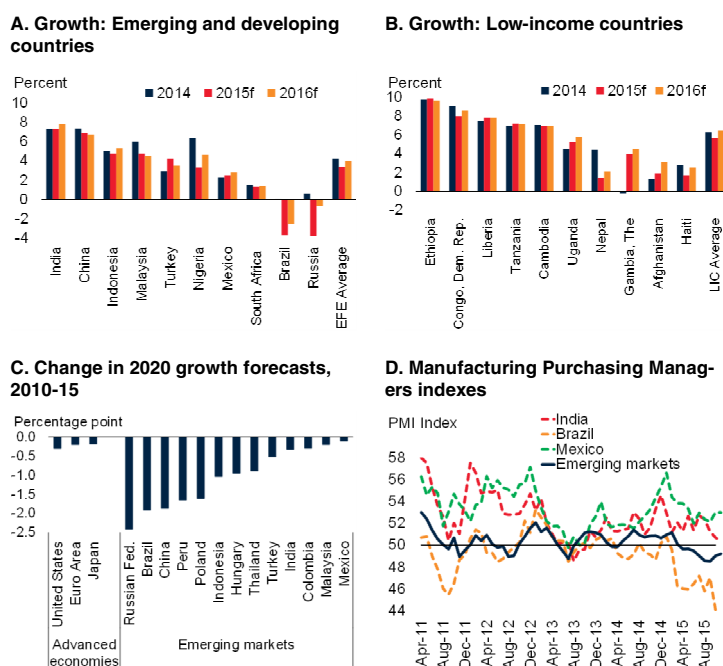 A. Growth: Emerging and developing
countries
Percent
2014
2015f
2016f
10
8
6
4
2
0
-2
-4
India
China
Indonesia
Malaysia
Turkey
Nigeria
Mexico
South Africa
Brazil
Russia
EFE Average
B. Growth: Low-income countries
Percent
2014
2015f
2016f
10
8
6
4
2
0
-2
Ethiopia
Congo, Dem. Rep.
Liberia
Tanzania
Cambodia
Uganda
Nepal
Gambia, The
Afghanistan
Haiti
LIC Average
C. Change in 2020 growth forecasts,
2010-15
Percentage point
0.0
-0.5
-1.0
-1.5
-2.0
-2.5
United States
Euro Area
Japan
Russian Fed.
Brazil
China
Peru
Poland
Indonesia
Hungary
Thailand
Turkey
India
Colombia
Malaysia
Mexico
Advanced
economies
Emerging markets
D. Manufacturing Purchasing Manag-
ers indexes
PMI Index
India
Brazil
Mexico
Emerging markets
58
56
54
52
50
48
46
44
Apr-11
Aug-11
Dec-11
Apr-12
Aug-12
Dec-12
Apr-13
Aug-13
Dec-13
Apr-14
Aug-14
Dec-14
Apr-15
Aug-15